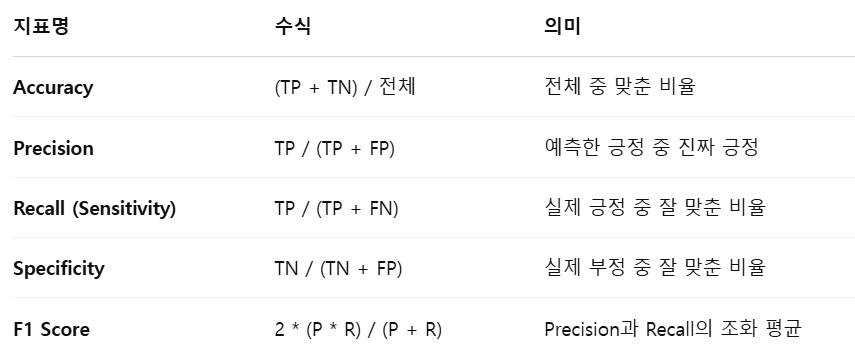 지표명 수식 의미
Accuracy (TP + TN) / 전체 전체 중 맞춘 비율
Precision TP / (TP + FP) 예측한 긍정 중 진짜 긍정
Recall (Sensitivity) TP / (TP + FN) 실제 긍정 중 잘 맞춘 비율
Specificity TN / (TN + FP) 실제 부정 중 잘 맞춘 비율
F1 Score 2 * (P * R) / (P + R) Precision과 Recall의 조화 평균